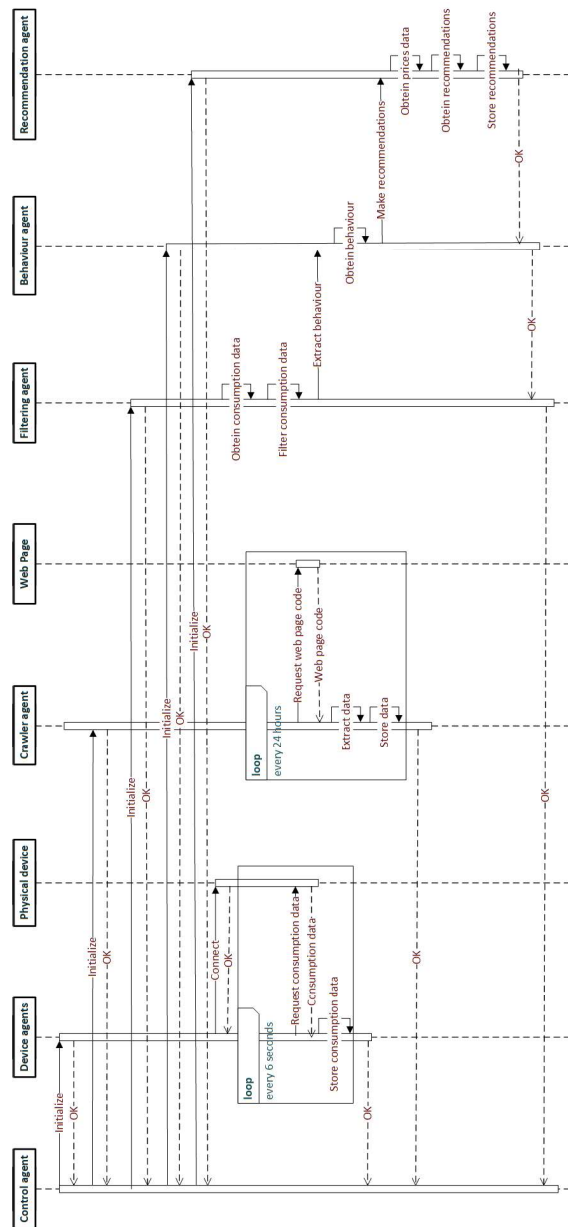 Control agent
Device agents
Physical device
Crawler agent
Web Page
Filtering agent
Behaviour agent
Recommendation agent
Initialize
OK
Initialize
OK
Initialize
OK
Initialize
OK
Initialize
OK
Connect
OK
loop
every 6 seconds
Request consumption data
Ccnsumption data
Store consumption data
OK
loop
every 24 hours
Request web page code
Web page code
Extract data
Store data
OK
Obtein consumption data
Filter consumption data
Extract behaviour
Obtein behaviour
Make recommendations
Obtein prices data
Obtein recommendations
Store recommendations
OK
OK
OK